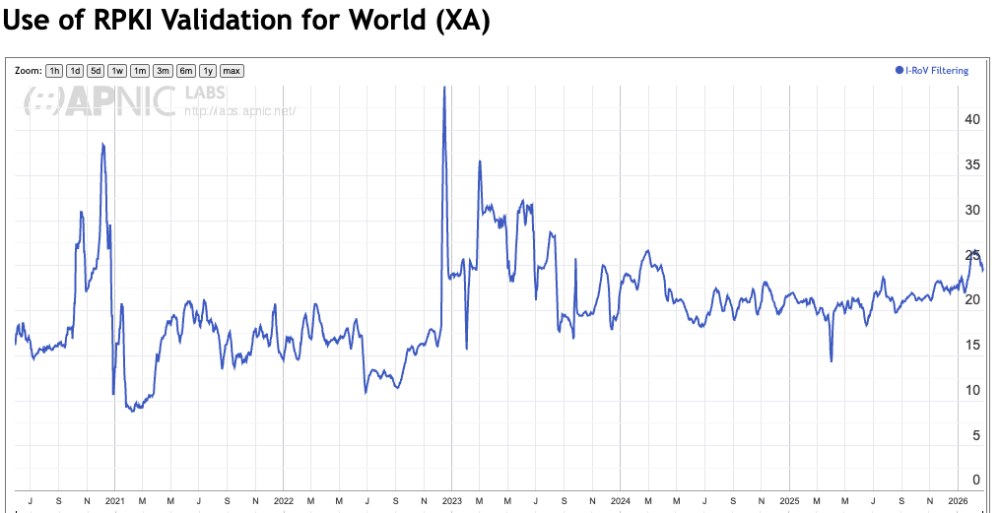 Use of RPKI Validation for World (XA)
Zoom: 1h 1d 5d 1w 1m 3m 6m 1y max
I-RoV Filtering
(::)APNIC LABS
http://labs.apnic.net/
40
35
30
25
20
15
10
5
0
J S N 2021 M M J S N 2022 M M J S N 2023 M M J S N 2024 M M J S N 2025 M M J S N 2026